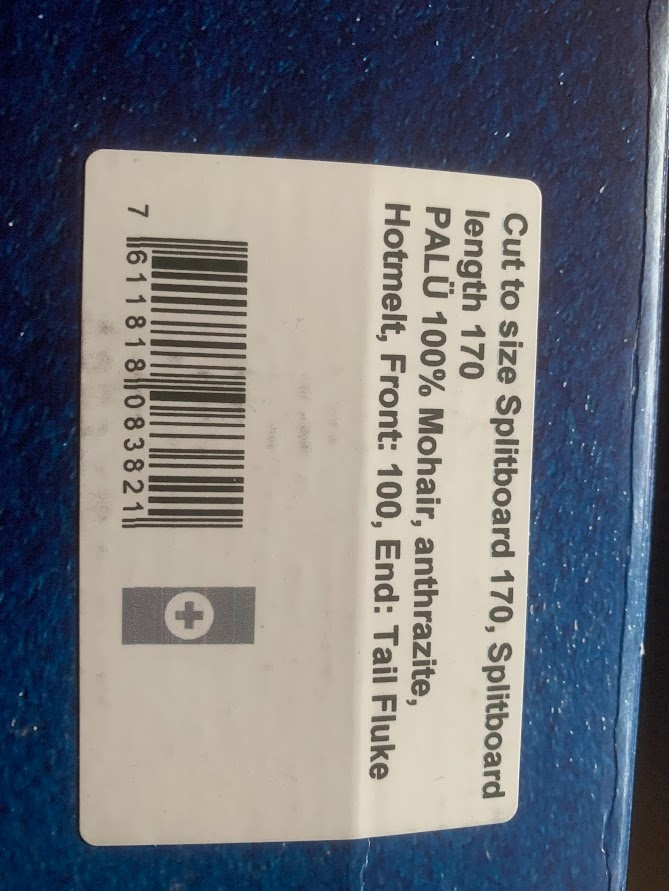 Cut to size Splitboard 170, Splitboard
length 170
PALÜ 100% Mohair, anthrazite,
Hotmelt, Front: 100, End: Tail Fluke
7 611818 083821